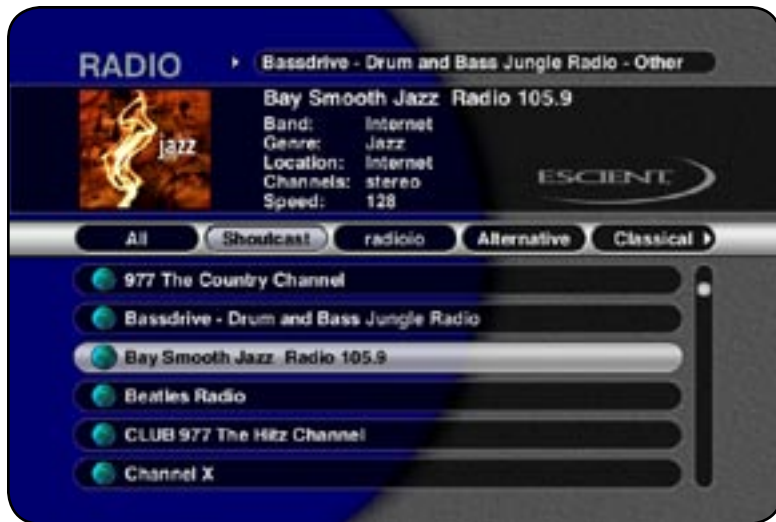 RADIO
Bassdrive - Drum and Bass Jungle Radio - Other
jazz
Bay Smooth Jazz Radio 105.9
Band: Internet
Genre: Jazz
Location: Internet
Channels: stereo
Speed: 128
ESCIENT
All Shoutcast radioio Alternative Classical
977 The Country Channel
Bassdrive - Drum and Bass Jungle Radio
Bay Smooth Jazz Radio 105.9
Beatles Radio
CLUB 977 The Hitz Channel
Channel X